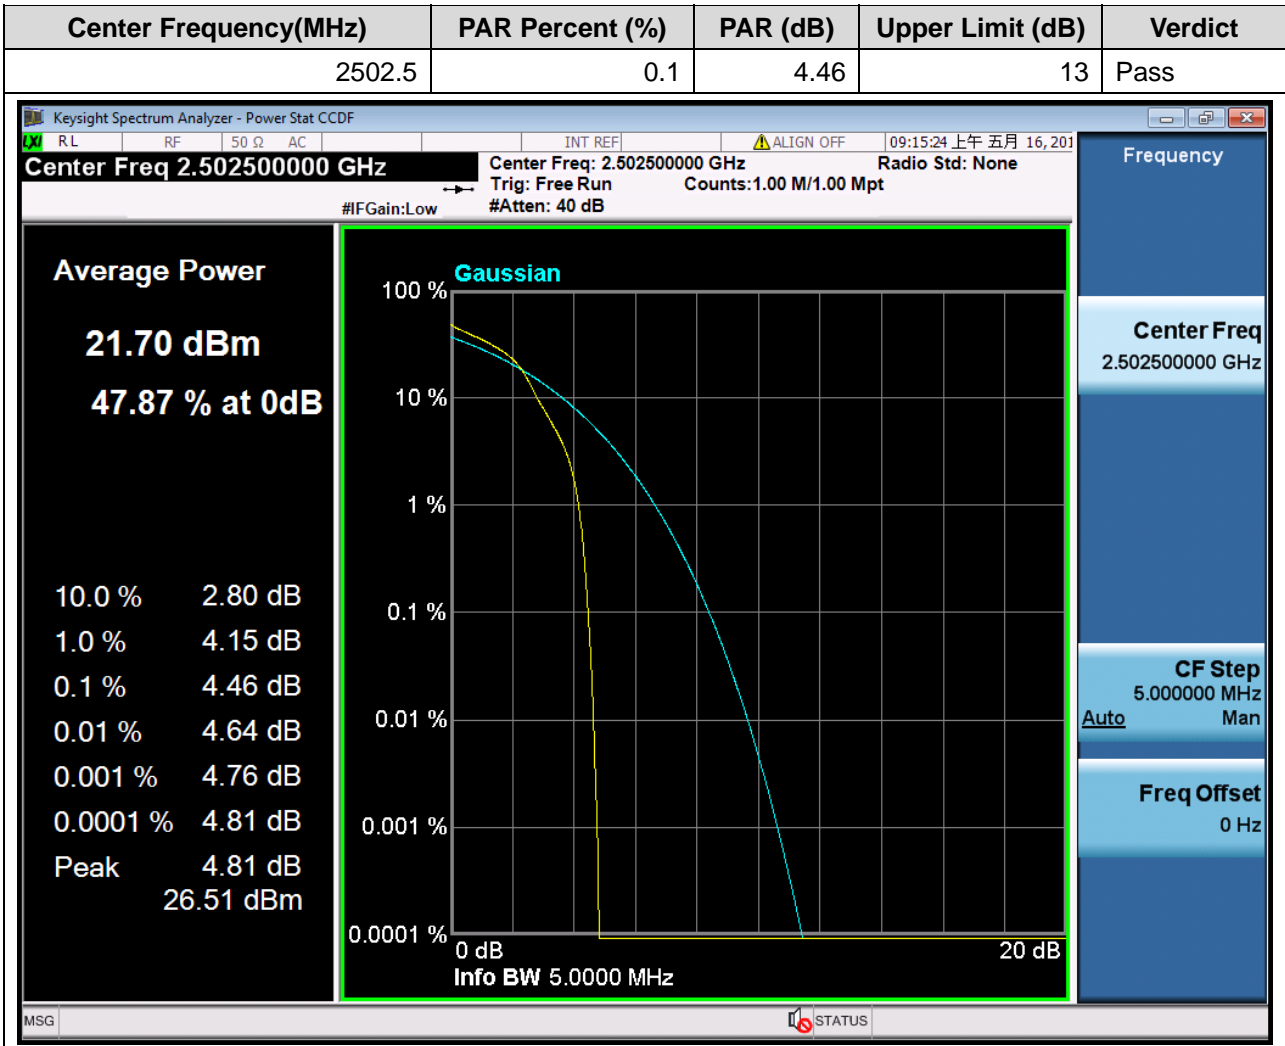 Center Frequency(MHz) PAR Percent (%) PAR (dB) Upper Limit (dB) Verdict
2502.5 0.1 4.46 13 Pass
Keysight Spectrum Analyzer - Power Stat CCDF
LXI RL RF 50 Ω AC INT REF ALIGN OFF 09:15:24 上午 五月 16, 201
Center Freq 2.502500000 GHz
#IFGain:Low
Center Freq: 2.502500000 GHz Radio Std: None
Trig: Free Run Counts:1.00 M/1.00 Mpt
#Atten: 40 dB
Average Power
21.70 dBm
47.87 % at 0dB
10.0 % 2.80 dB
1.0 % 4.15 dB
0.1 % 4.46 dB
0.01 % 4.64 dB
0.001 % 4.76 dB
0.0001 % 4.81 dB
Peak 4.81 dB
26.51 dBm
Gaussian
100 %
10 %
1 %
0.1 %
0.01 %
0.001 %
0.0001 %
0 dB 20 dB
Info BW 5.0000 MHz
Frequency
Center Freq
2.502500000 GHz
CF Step
5.000000 MHz
Auto Man
Freq Offset
0 Hz
MSG STATUS